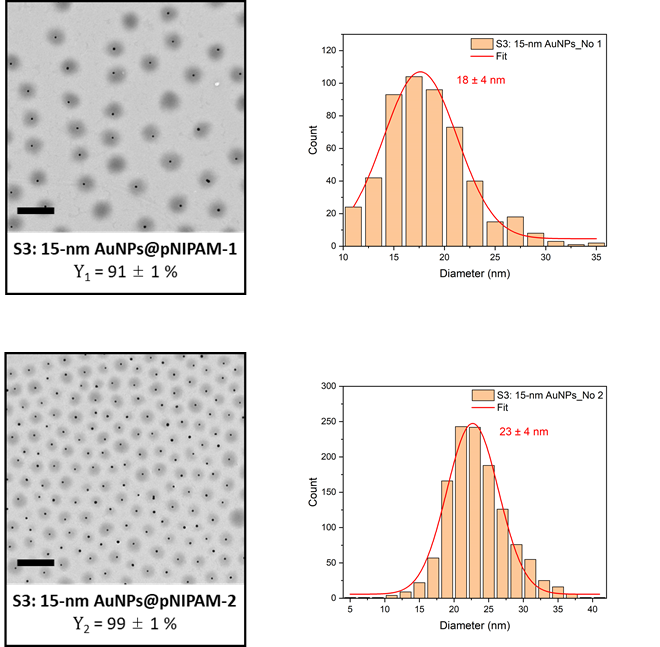 S3: 15-nm AuNPs@pNIPAM-1
Y₁ = 91 ± 1 %
120
100
80
60
40
20
0
Count
10
15
20
25
30
35
Diameter (nm)
S3: 15-nm AuNPs_No 1
Fit
18 ± 4 nm
S3: 15-nm AuNPs@pNIPAM-2
Y₂ = 99 ± 1 %
300
250
200
150
100
50
0
Count
5
10
15
20
25
30
35
40
Diameter (nm)
S3: 15-nm AuNPs_No 2
Fit
23 ± 4 nm